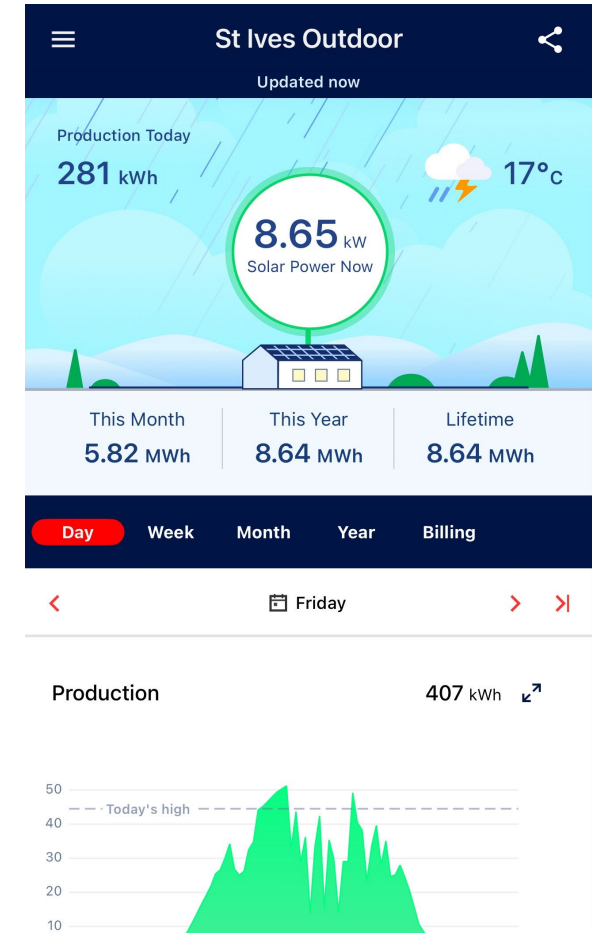 St Ives Outdoor
Updated now
Production Today
281 kWh
17°C
8.65 kW
Solar Power Now
This Month
5.82 MWh
This Year
8.64 MWh
Lifetime
8.64 MWh
Day Week Month Year Billing
Friday
Production 407 kWh
50
Today's high
40
30
20
10